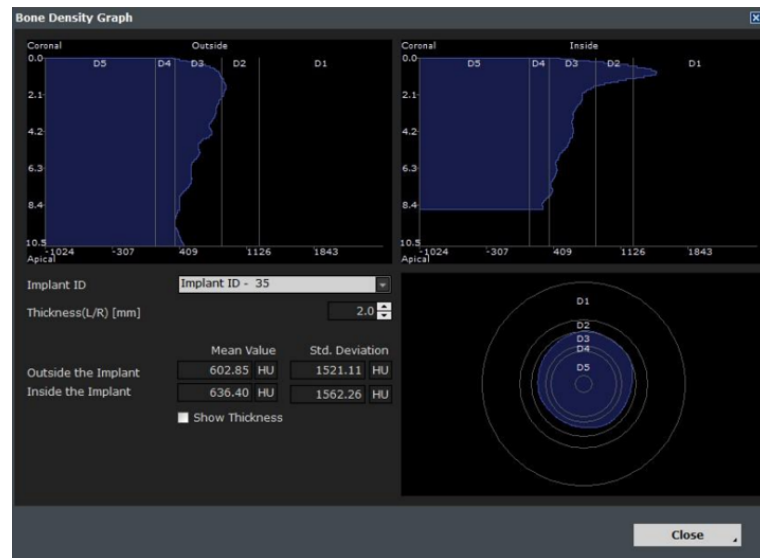 Bone Density Graph
Coronal Outside
0.0 D5 D4 D3 D2 D1
2.1
4.2
6.3
8.4
10.5
-1024 -307 409 1126 1843
Apical
Coronal Inside
0.0 D5 D4 D3 D2 D1
2.1
4.2
6.3
8.4
10.5
-1024 -307 409 1126 1843
Apical
Implant ID Implant ID - 35
Thickness(L/R) [mm] 2.0
Mean Value Std. Deviation
Outside the Implant 602.85 HU 1521.11 HU
Inside the Implant 636.40 HU 1562.26 HU
Show Thickness
D1
D2
D3
D4
D5
Close